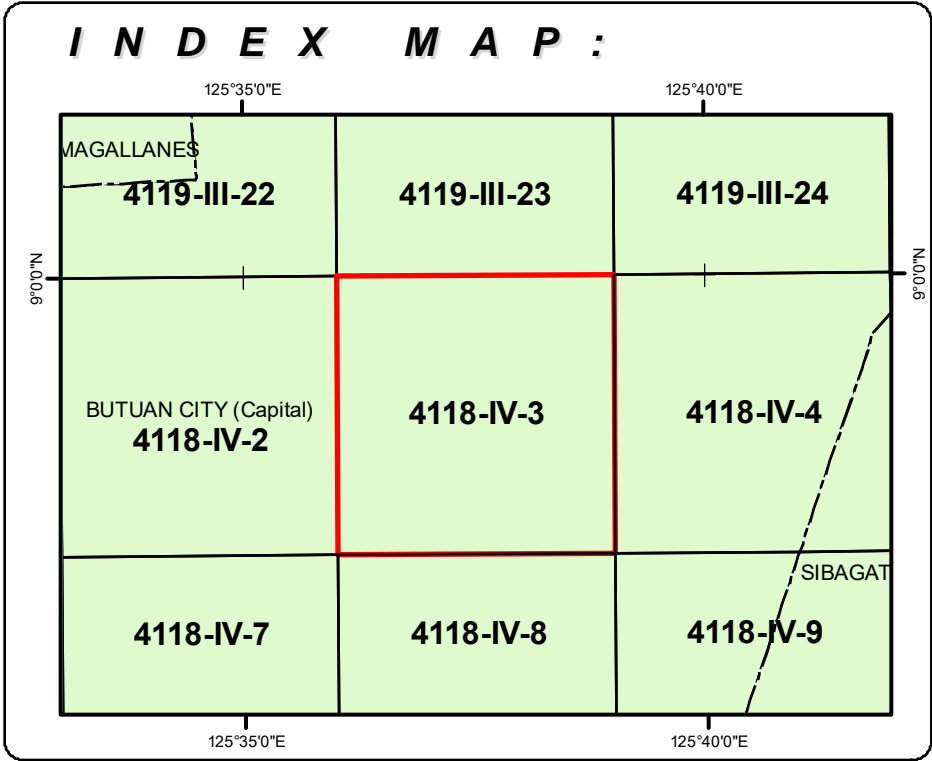 INDEX MAP:
125°35'0"E 125°40'0"E
MAGALLANES
4119-III-22 4119-III-23 4119-III-24
9°0'0"N 9°0'0"N
BUTUAN CITY (Capital)
4118-IV-2 4118-IV-3 4118-IV-4
SIBAGAT
4118-IV-7 4118-IV-8 4118-IV-9
125°35'0"E 125°40'0"E